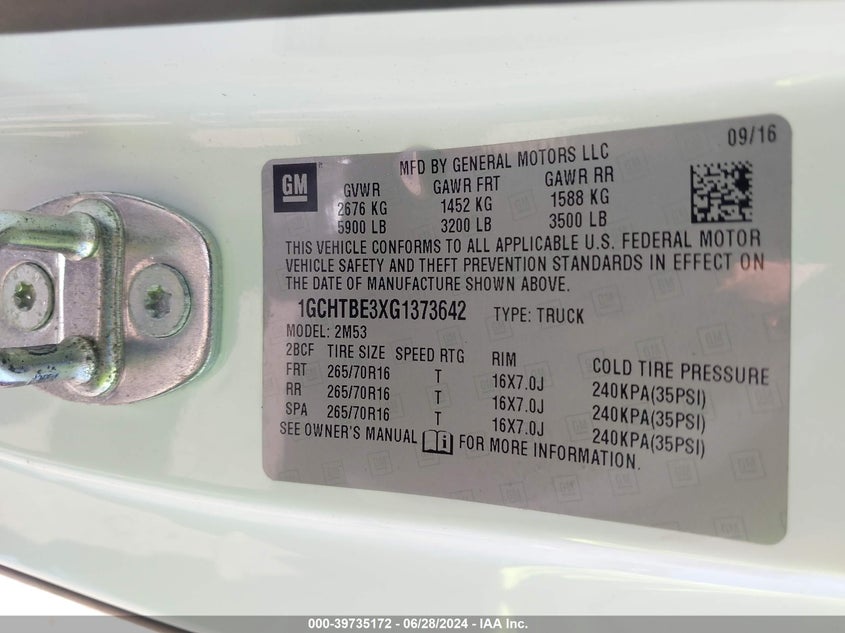 09/16
MFD BY GENERAL MOTORS LLC
GM
GVWR GAWR FRT GAWR RR
2676 KG 1452 KG 1588 KG
5900 LB 3200 LB 3500 LB
THIS VEHICLE CONFORMS TO ALL APPLICABLE U.S. FEDERAL MOTOR
VEHICLE SAFETY AND THEFT PREVENTION STANDARDS IN EFFECT ON
THE DATE OF MANUFACTURE SHOWN ABOVE.
1GCHTBE3XG1373642 TYPE: TRUCK
MODEL: 2M53
2BCF TIRE SIZE SPEED RTG RIM COLD TIRE PRESSURE
FRT 265/70R16 T 16X7.0J 240KPA(35PSI)
RR 265/70R16 T 16X7.0J 240KPA(35PSI)
SPA 265/70R16 T 16X7.0J 240KPA(35PSI)
SEE OWNER'S MANUAL i FOR MORE INFORMATION.
000-39735172 - 06/28/2024 - IAA Inc.